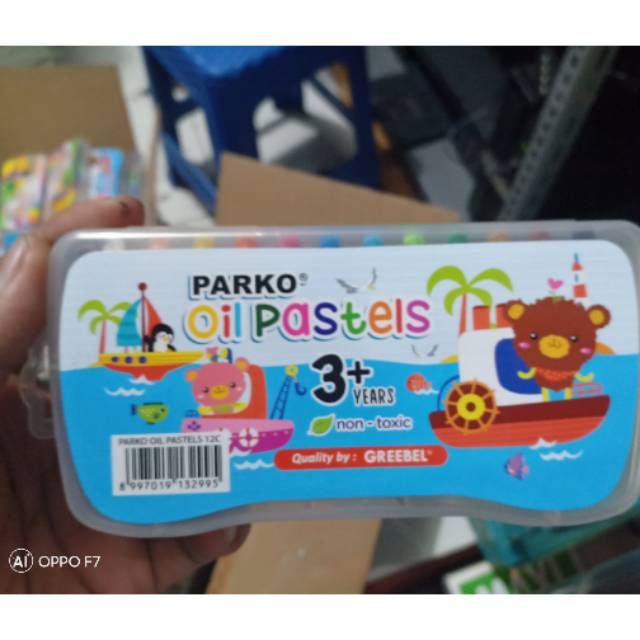 PARKO®
Oil Pastels
3+
YEARS
non - toxic
Quality by : GREEBEL®
PARKO OIL PASTELS 12C
8 997019 132995
AI OPPO F7